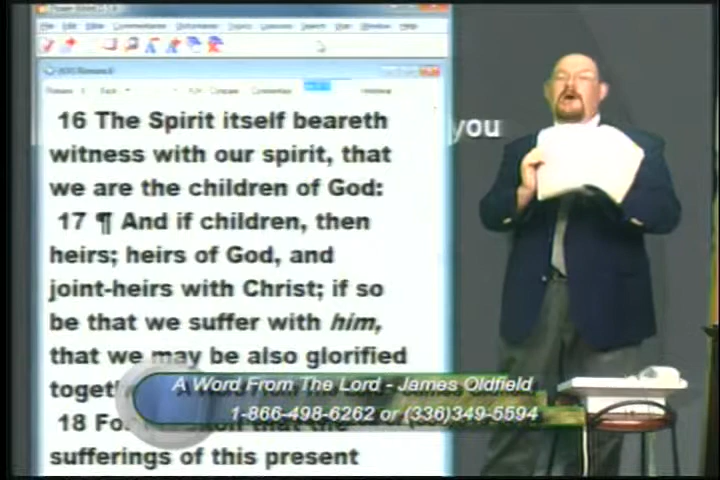 16 The Spirit itself beareth
witness with our spirit, that
we are the children of God:
17 ¶ And if children, then
heirs; heirs of God, and
joint-heirs with Christ; if so
be that we suffer with him,
that we may be also glorified
you
A Word From The Lord - James Oldfield
1-866-498-6262 or (336)349-5594
18 that the
sufferings of this present